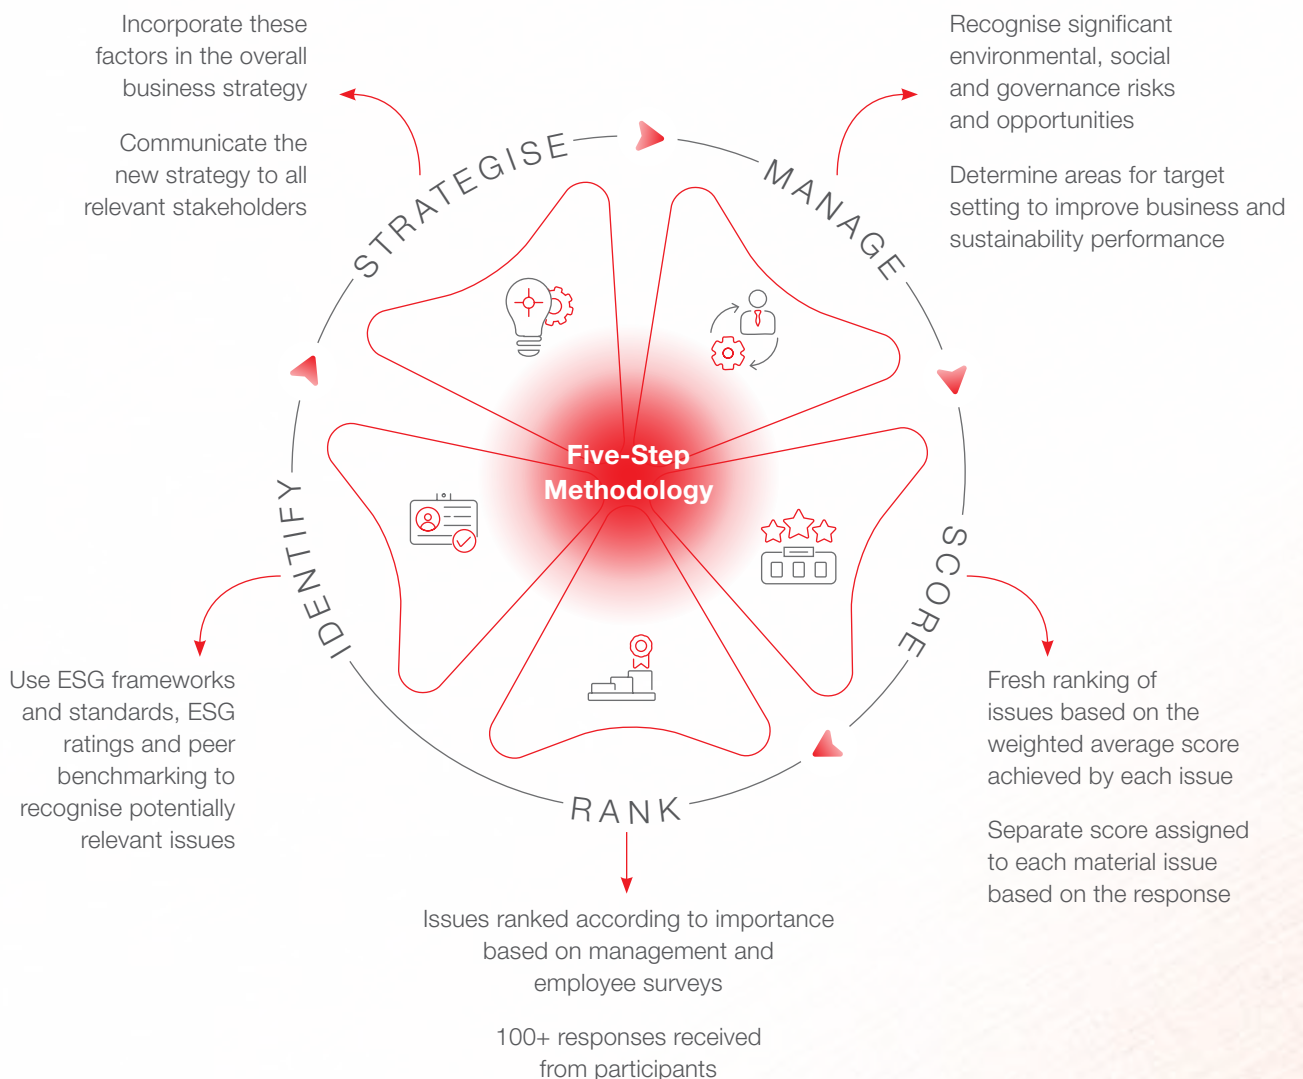 Incorporate these
factors in the overall
business strategy
Communicate the
new strategy to all
relevant stakeholders
Recognise significant
environmental, social
and governance risks
and opportunities
Determine areas for target
setting to improve business and
sustainability performance
STRATEGISE
MANAGE
Five-Step
Methodology
IDENTIFY
SCORE
RANK
Use ESG frameworks
and standards, ESG
ratings and peer
benchmarking to
recognise potentially
relevant issues
Fresh ranking of
issues based on the
weighted average score
achieved by each issue
Separate score assigned
to each material issue
based on the response
Issues ranked according to importance
based on management and
employee surveys
100+ responses received
from participants